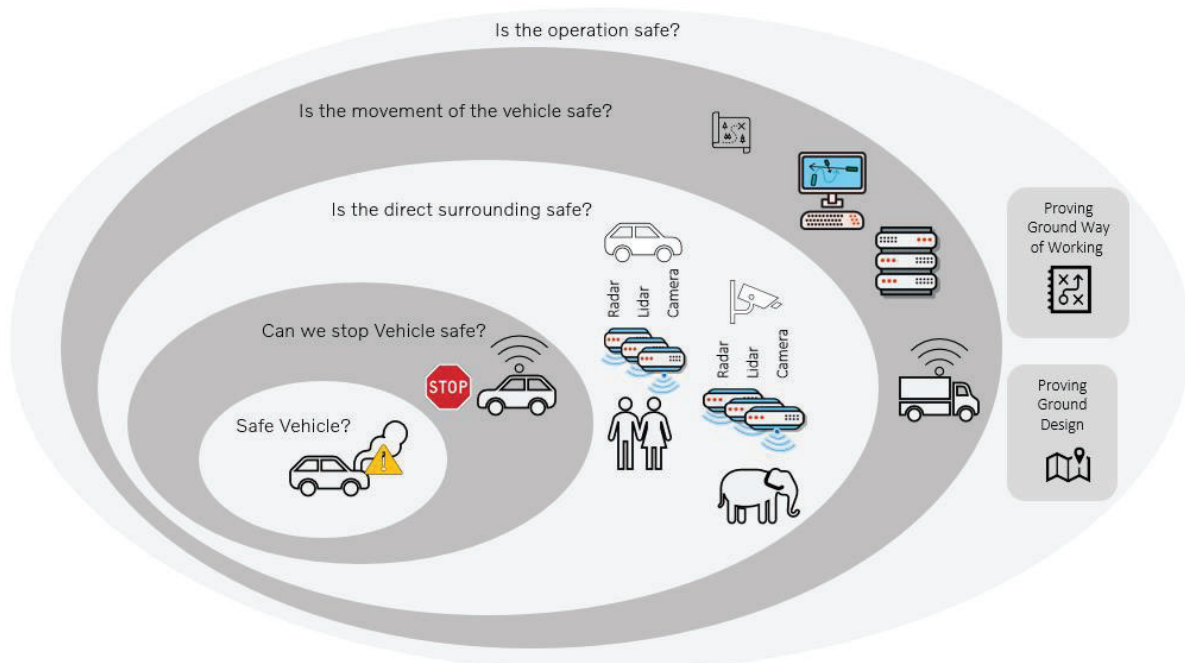 Is the operation safe?
Is the movement of the vehicle safe?
Is the direct surrounding safe?
Can we stop Vehicle safe?
STOP
Safe Vehicle?
Radar
Lidar
Camera
Radar
Lidar
Camera
Proving
Ground Way
of Working
Proving
Ground
Design